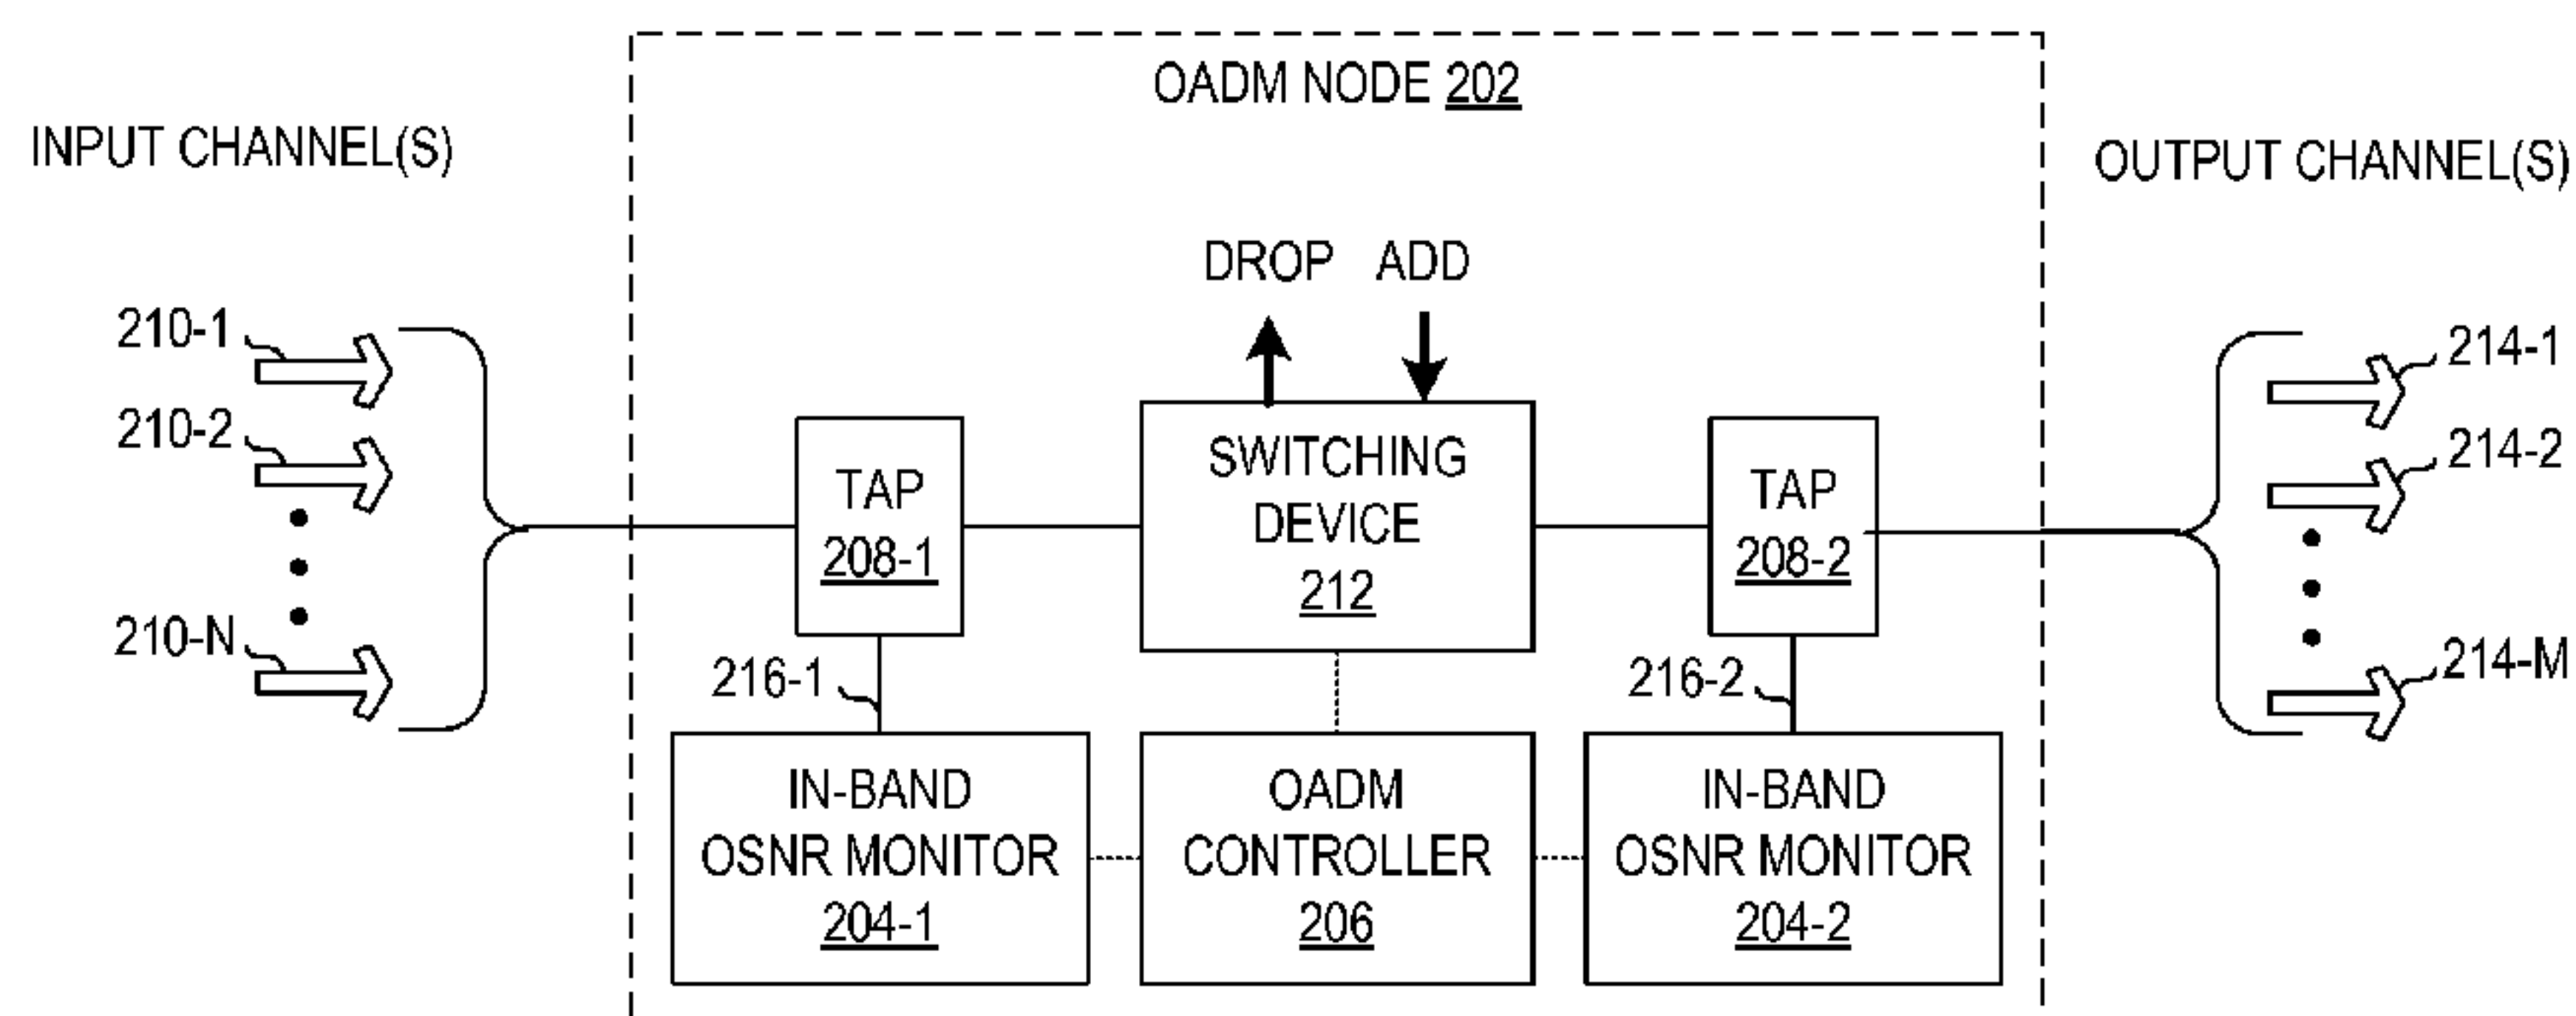 OADM NODE 202
INPUT CHANNEL(S)
OUTPUT CHANNEL(S)
DROP ADD
210-1
210-2
210-N
TAP
208-1
SWITCHING
DEVICE
212
TAP
208-2
214-1
214-2
214-M
216-1
216-2
IN-BAND
OSNR MONITOR
204-1
OADM
CONTROLLER
206
IN-BAND
OSNR MONITOR
204-2